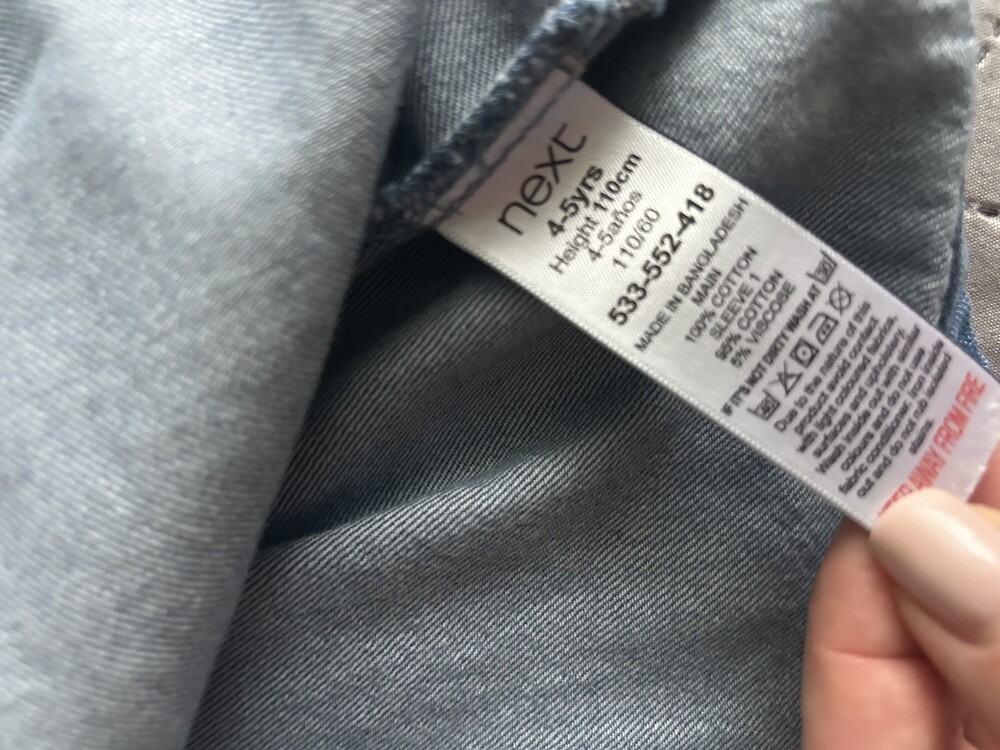 next
4-5yrs
Height 110cm
4-5años
110/60
533-552-418
MADE IN BANGLADESH
100% COTTON
MAIN
SLEEVE 1
95% COTTON
5% VISCOSE
IF IT'S NOT DIRTY WASH AT 30
30
Due to the nature of this
product avoid contact
with light coloured fabrics,
surfaces and upholstery.
Wash inside out with similar
colours and do not use
fabric conditioner. Iron inside
out and do not rub isolated
stains.
AWAY FROM FIRE